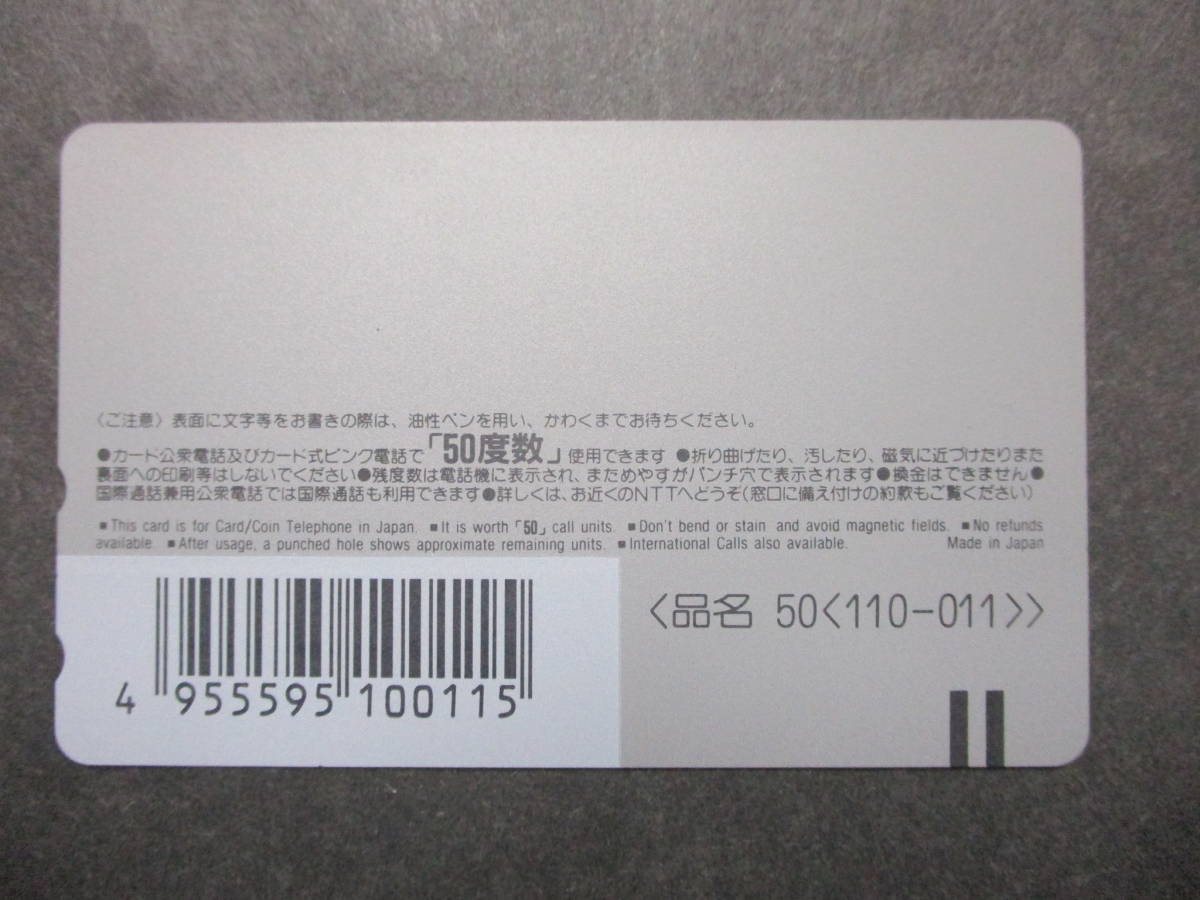 〈ご注意〉表面に文字等をお書きの際は、油性ペンを用い、かわくまでお待ちください。
●カード公衆電話及びカード式ピンク電話で「50度数」使用できます ●折り曲げたり、汚したり、磁気に近づけたりまた
裏面への印刷等はしないでください●残度数は電話機に表示され、まためやすがパンチ穴で表示されます●換金はできません●
国際通話兼用公衆電話では国際通話も利用できます●詳しくは、お近くのNTTへどうぞ(窓口に備え付けの約款もご覧ください)
■This card is for Card/Coin Telephone in Japan. ■It is worth「50」call units. ■Don't bend or stain and avoid magnetic fields. ■No refunds
available. ■After usage, a punched hole shows approximate remaining units. ■International Calls also available. Made in Japan
〈品名 50〈110-011〉〉
4 955595 100115